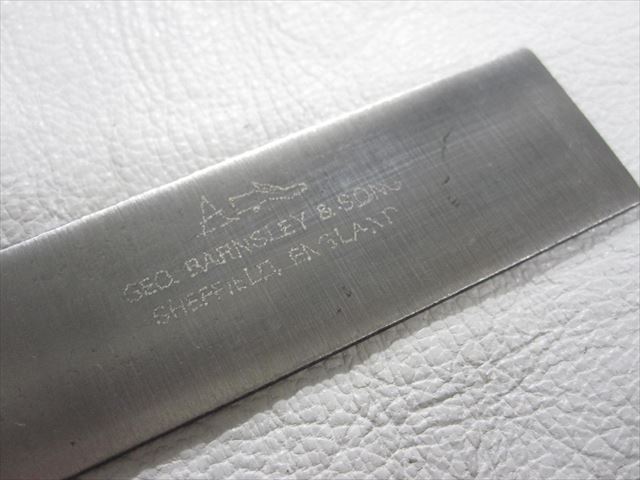 A
GEO. BARNSLEY & SONS
SHEFFIELD, ENGLAND